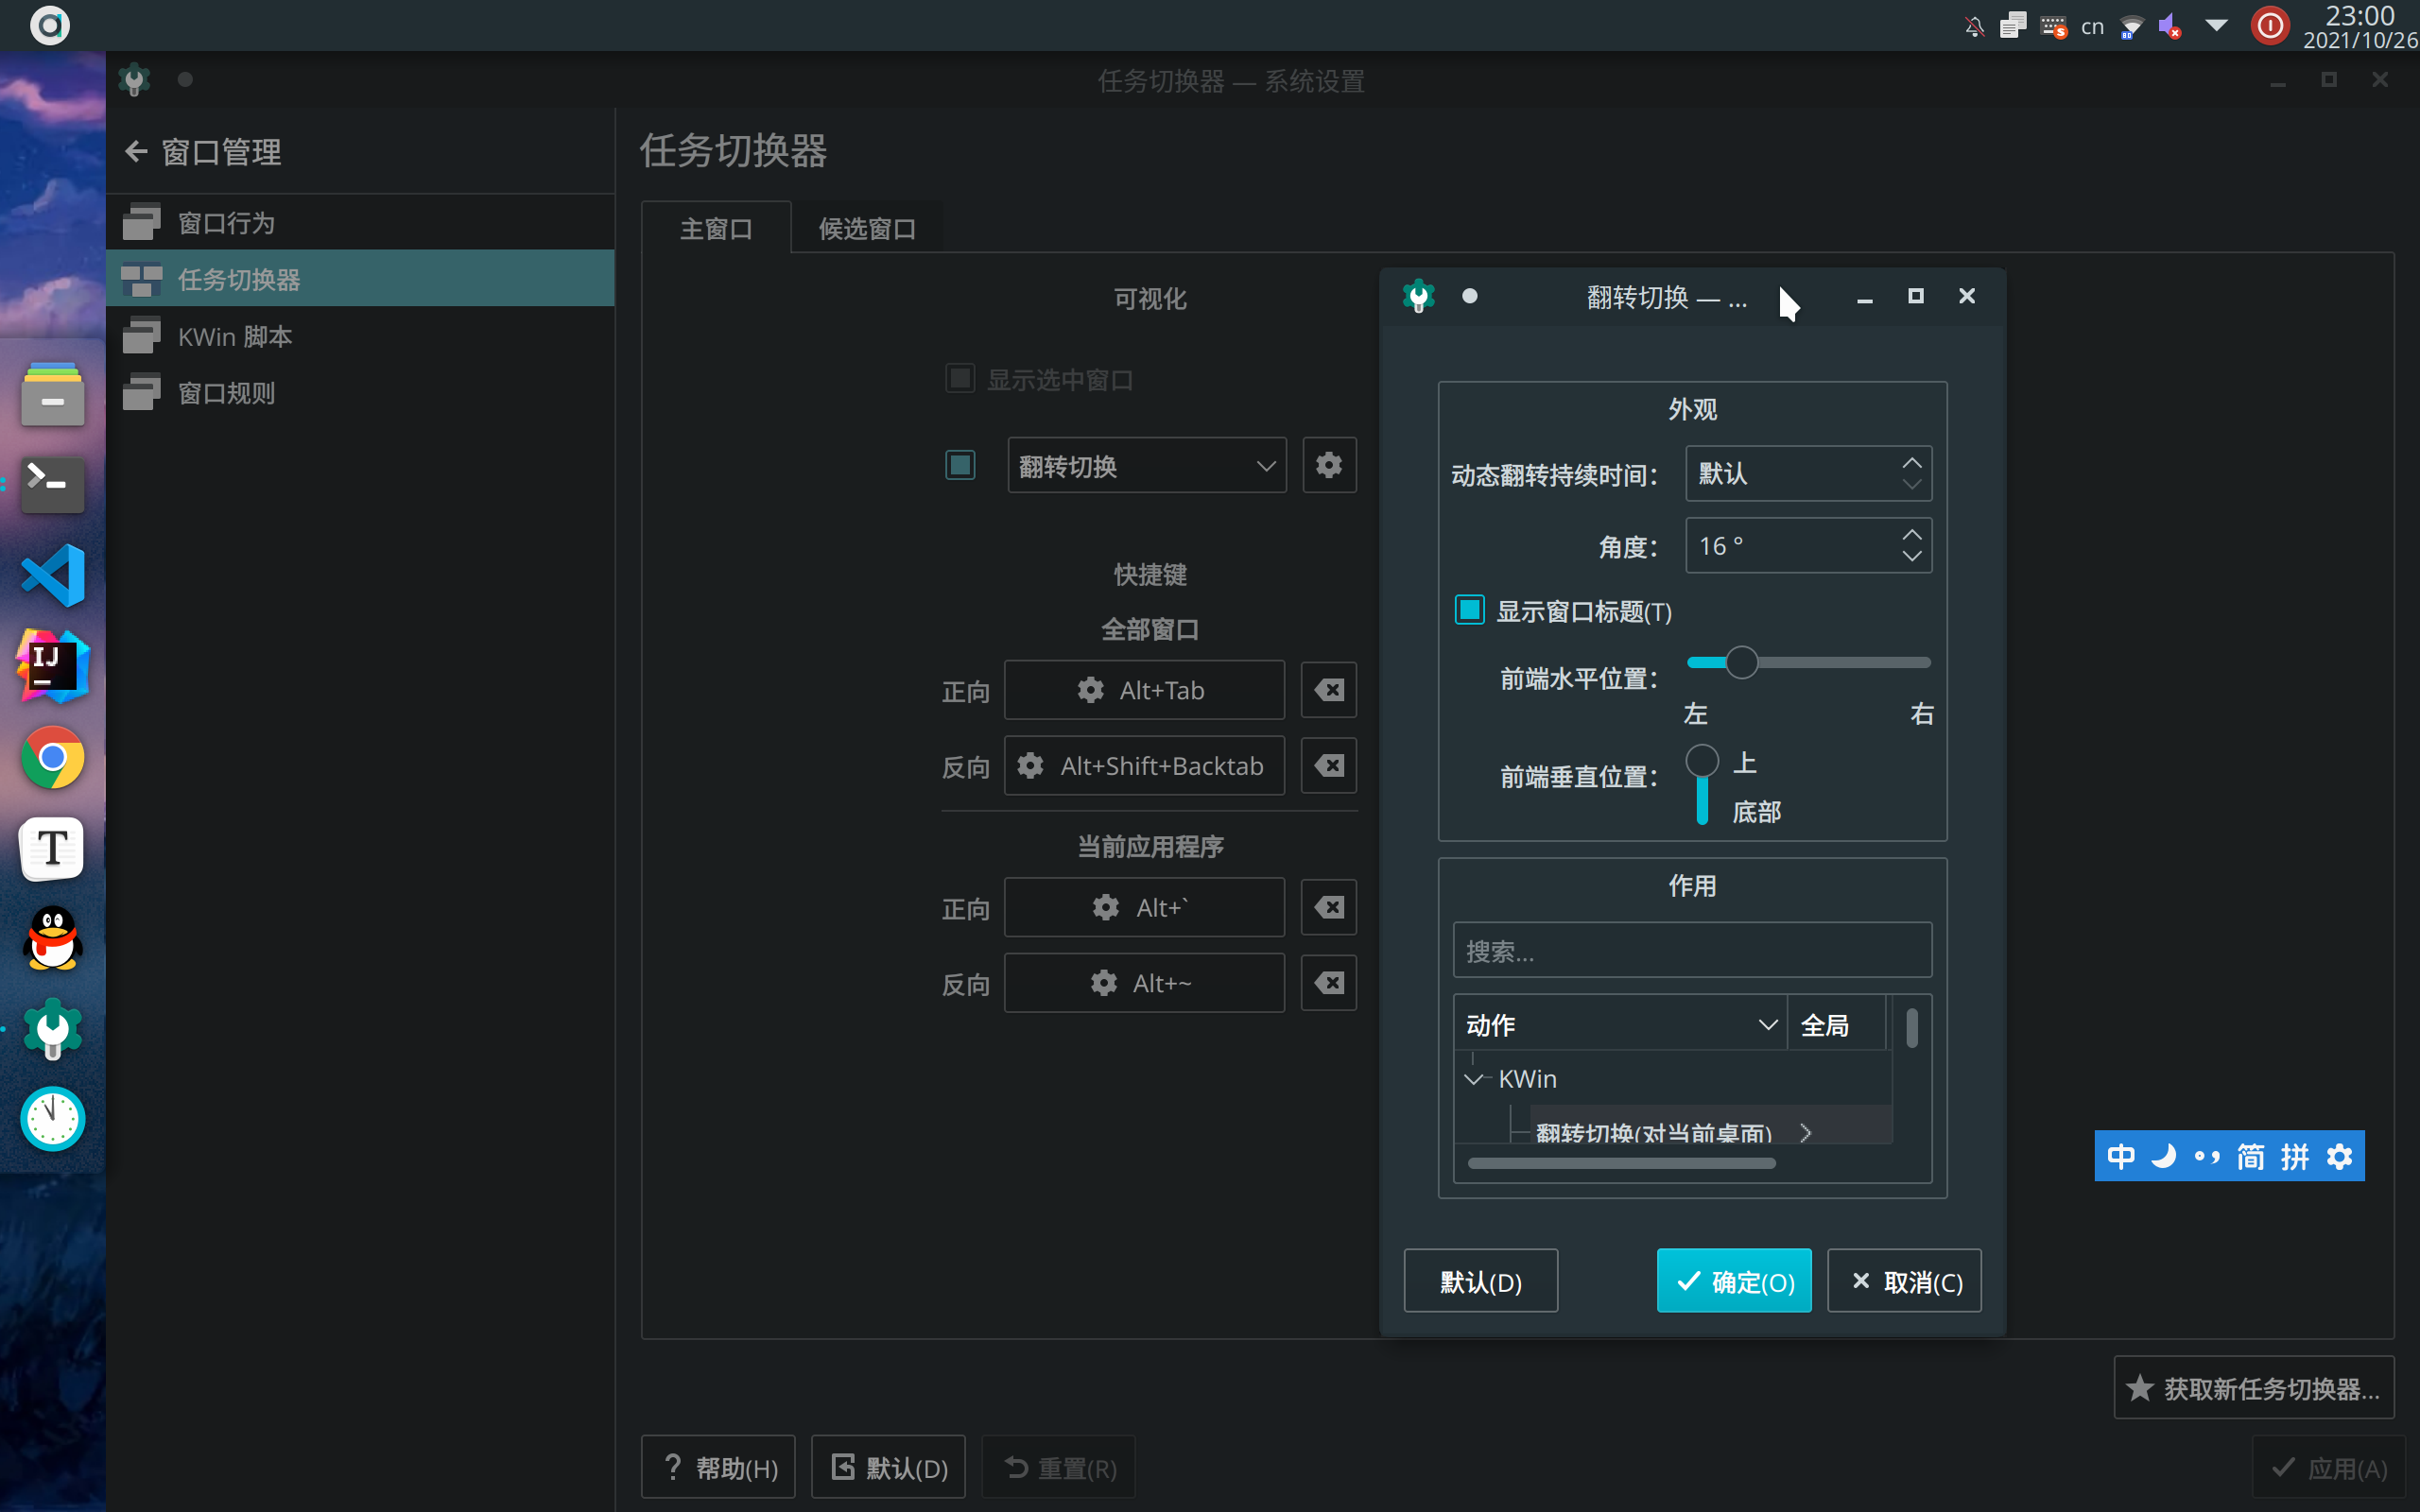 cn
23:00
2021/10/26
任务切换器 — 系统设置
窗口管理
窗口行为
任务切换器
KWin 脚本
窗口规则
任务切换器
主窗口
候选窗口
可视化
显示选中窗口
翻转切换
快捷键
全部窗口
正向
Alt+Tab
反向
Alt+Shift+Backtab
当前应用程序
正向
Alt+`
反向
Alt+~
翻转切换 — ...
外观
动态翻转持续时间：
默认
角度：
16 °
显示窗口标题(T)
前端水平位置：
左
右
前端垂直位置：
上
底部
作用
搜索...
动作
全局
KWin
翻转切换(对当前桌面)
默认(D)
确定(O)
取消(C)
IJ
T
中
简
拼
获取新任务切换器...
? 帮助(H)
默认(D)
重置(R)
应用(A)